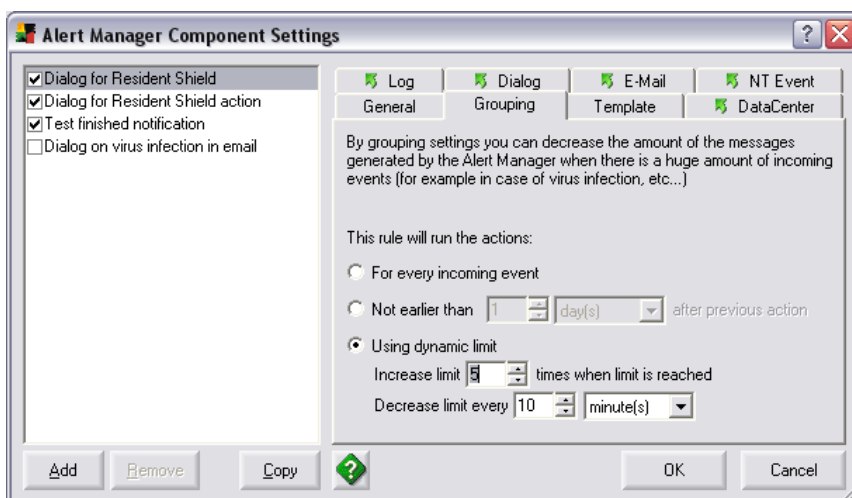 Alert Manager Component Settings
Dialog for Resident Shield
Dialog for Resident Shield action
Test finished notification
Dialog on virus infection in email
Log Dialog E-Mail NT Event
General Grouping Template DataCenter
By grouping settings you can decrease the amount of the messages
generated by the Alert Manager when there is a huge amount of incoming
events (for example in case of virus infection, etc...)
This rule will run the actions:
For every incoming event
Not earlier than 1 day(s) after previous action
Using dynamic limit
Increase limit 5 times when limit is reached
Decrease limit every 10 minute(s)
Add Remove Copy ? OK Cancel